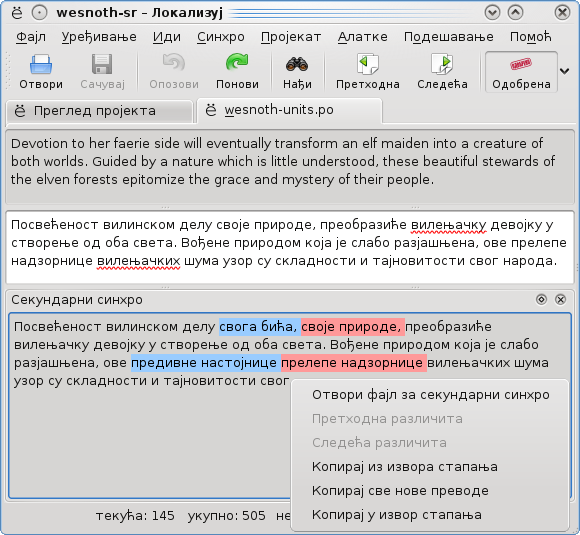 wesnoth-sr – Локализуј
Фајл Уређивање Иди Синхро Пројекат Алатке Подешавање Помоћ
Отвори Сачувај Опозови Понови Нађи Претходна Следећа Одобрена
Преглед пројекта wesnoth-units.po
Devotion to her faerie side will eventually transform an elf maiden into a creature of
both worlds. Guided by a nature which is little understood, these beautiful stewards of
the elven forests epitomize the grace and mystery of their people.
Посвећеност вилинском делу своје природе, преобразиће вилењачку девојку у
створење од оба света. Вођене природом која је слабо разјашњена, ове прелепе
надзорнице вилењачких шума узор су складности и тајновитости свог народа.
Секундарни синхро
Посвећеност вилинском делу свога бића, своје природе, преобразиће
вилењачку девојку у створење од оба света. Вођене природом која је слабо
разјашњена, ове предивне настојнице прелепе надзорнице вилењачких шума
узор су складности и тајновитости свог
Отвори фајл за секундарни синхро
Претходна различита
Следећа различита
Копирај из извора стапања
Копирај све нове преводе
Копирај у извор стапања
текућа: 145 укупно: 505